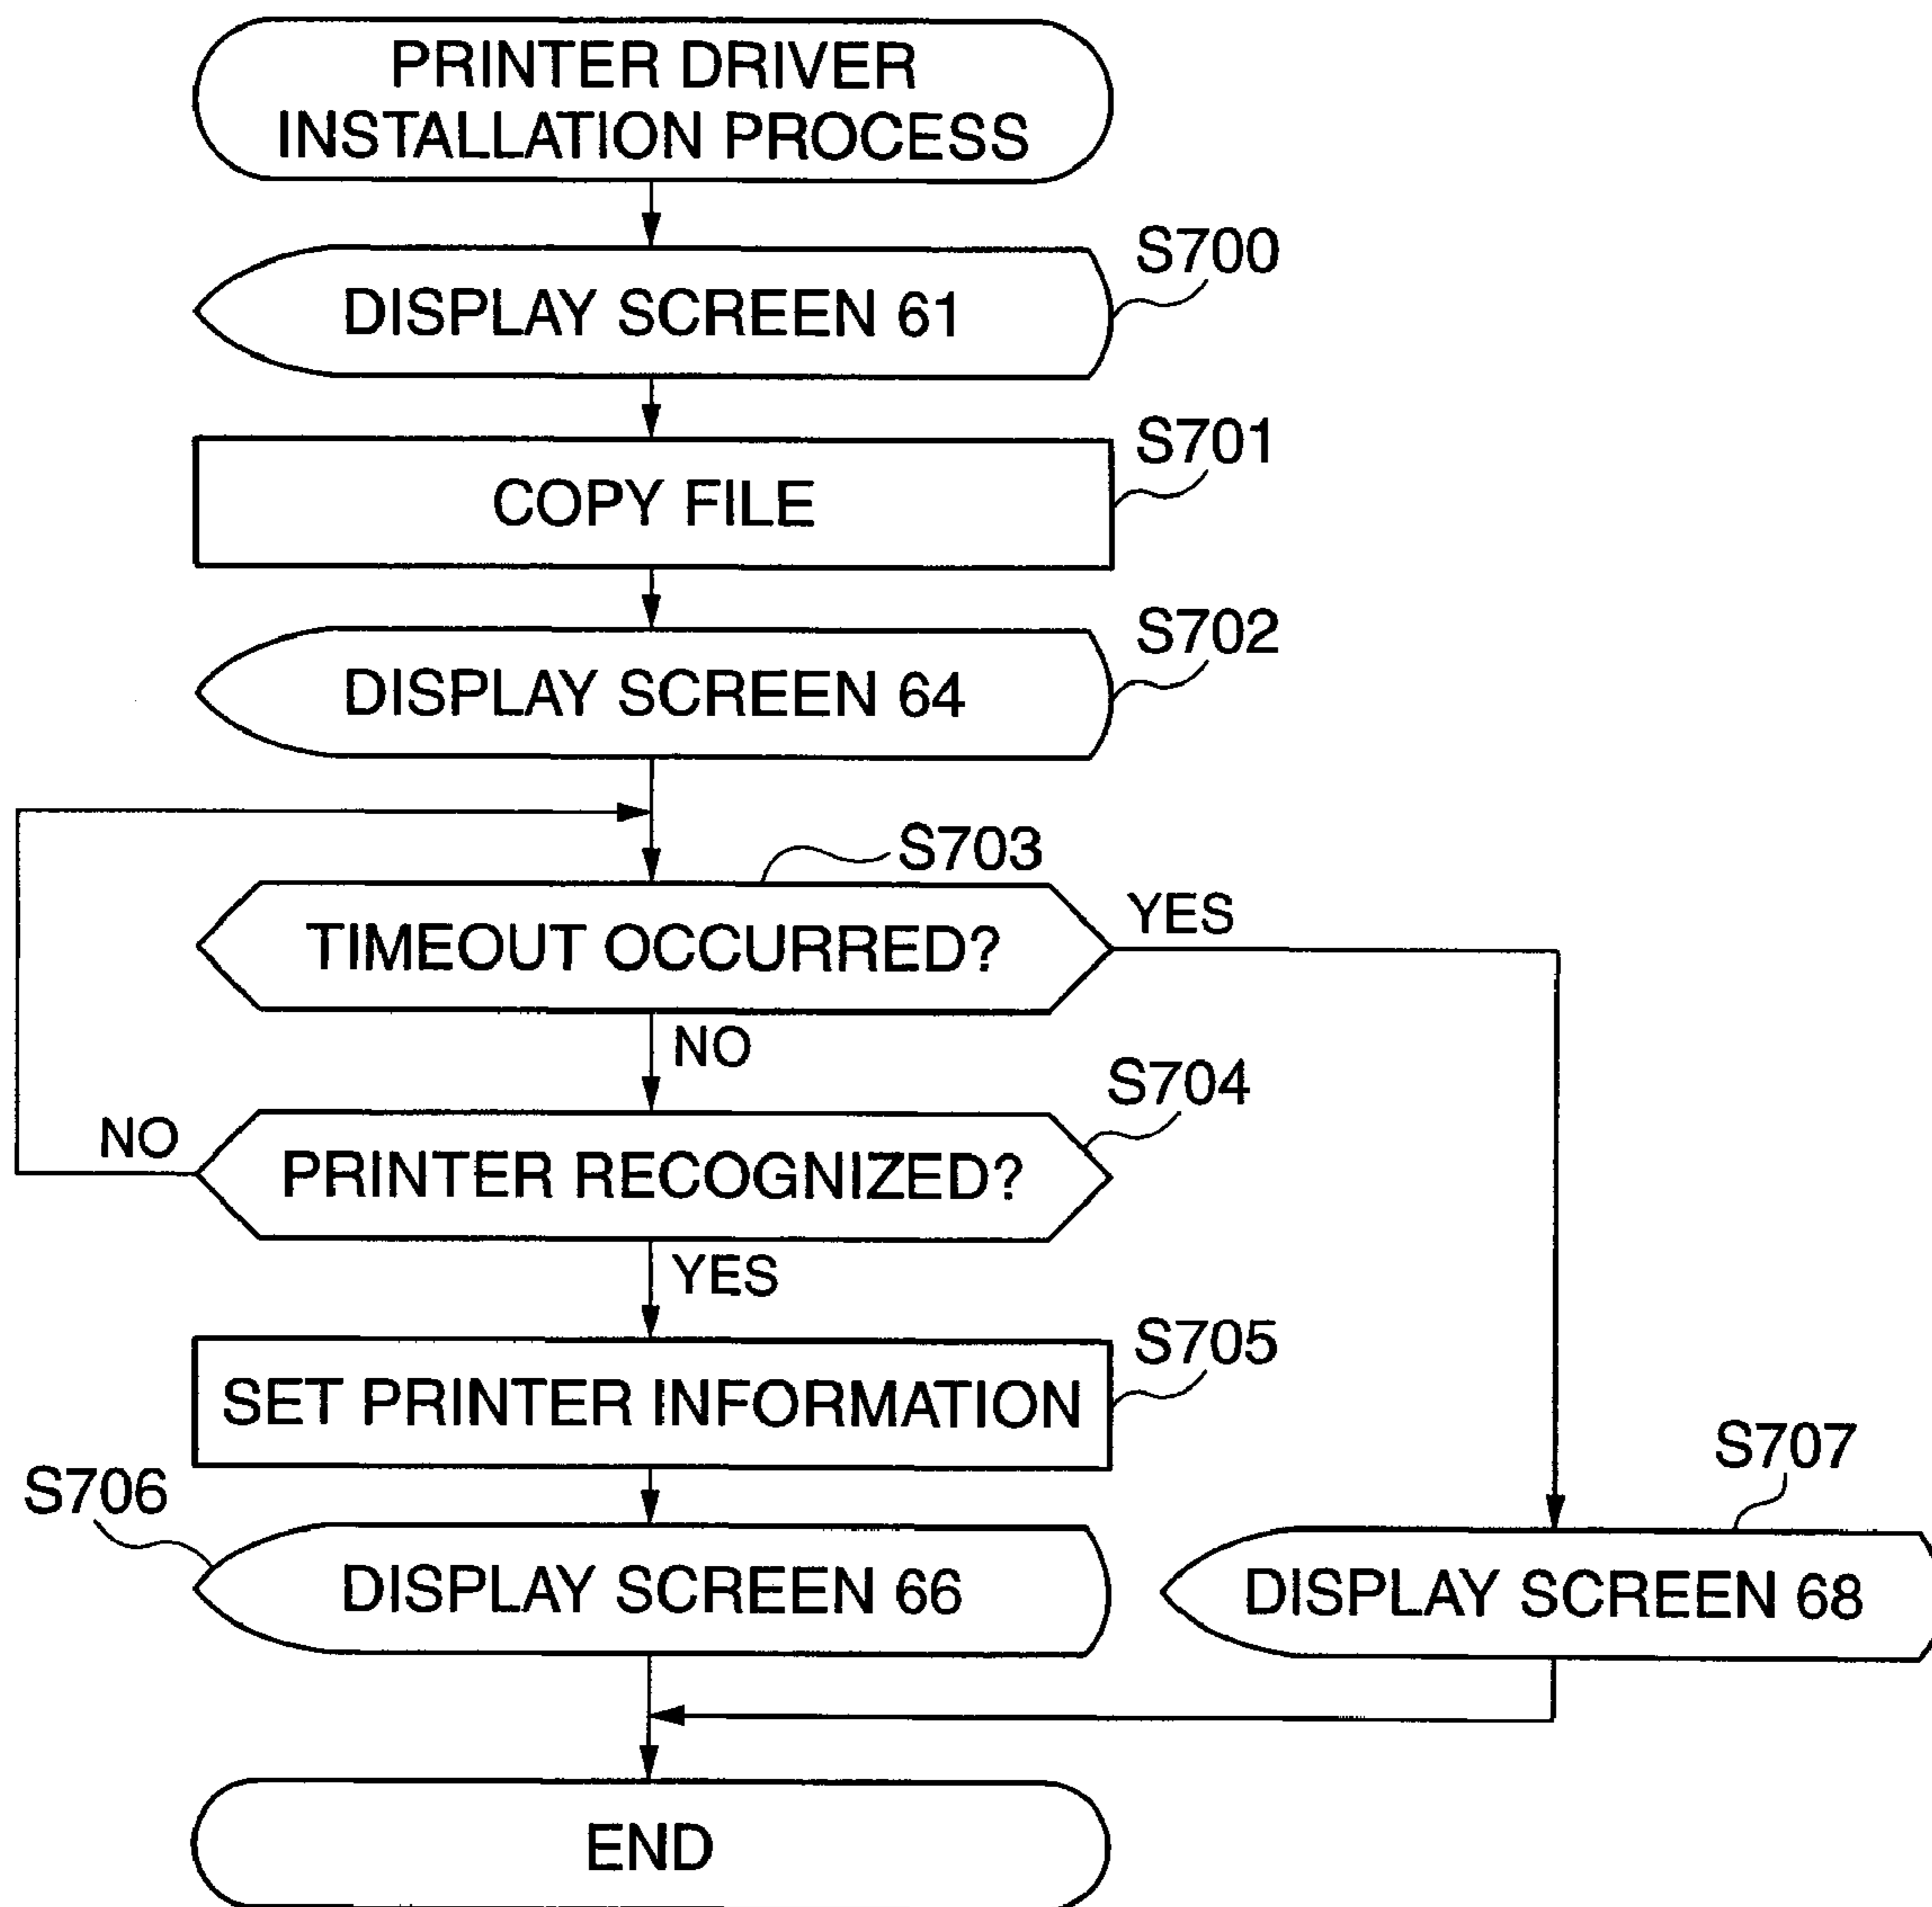 PRINTER DRIVER
INSTALLATION PROCESS
S700
DISPLAY SCREEN 61
S701
COPY FILE
S702
DISPLAY SCREEN 64
S703
TIMEOUT OCCURRED?
YES
NO
S704
PRINTER RECOGNIZED?
NO
YES
S705
SET PRINTER INFORMATION
S706
DISPLAY SCREEN 66
S707
DISPLAY SCREEN 68
END